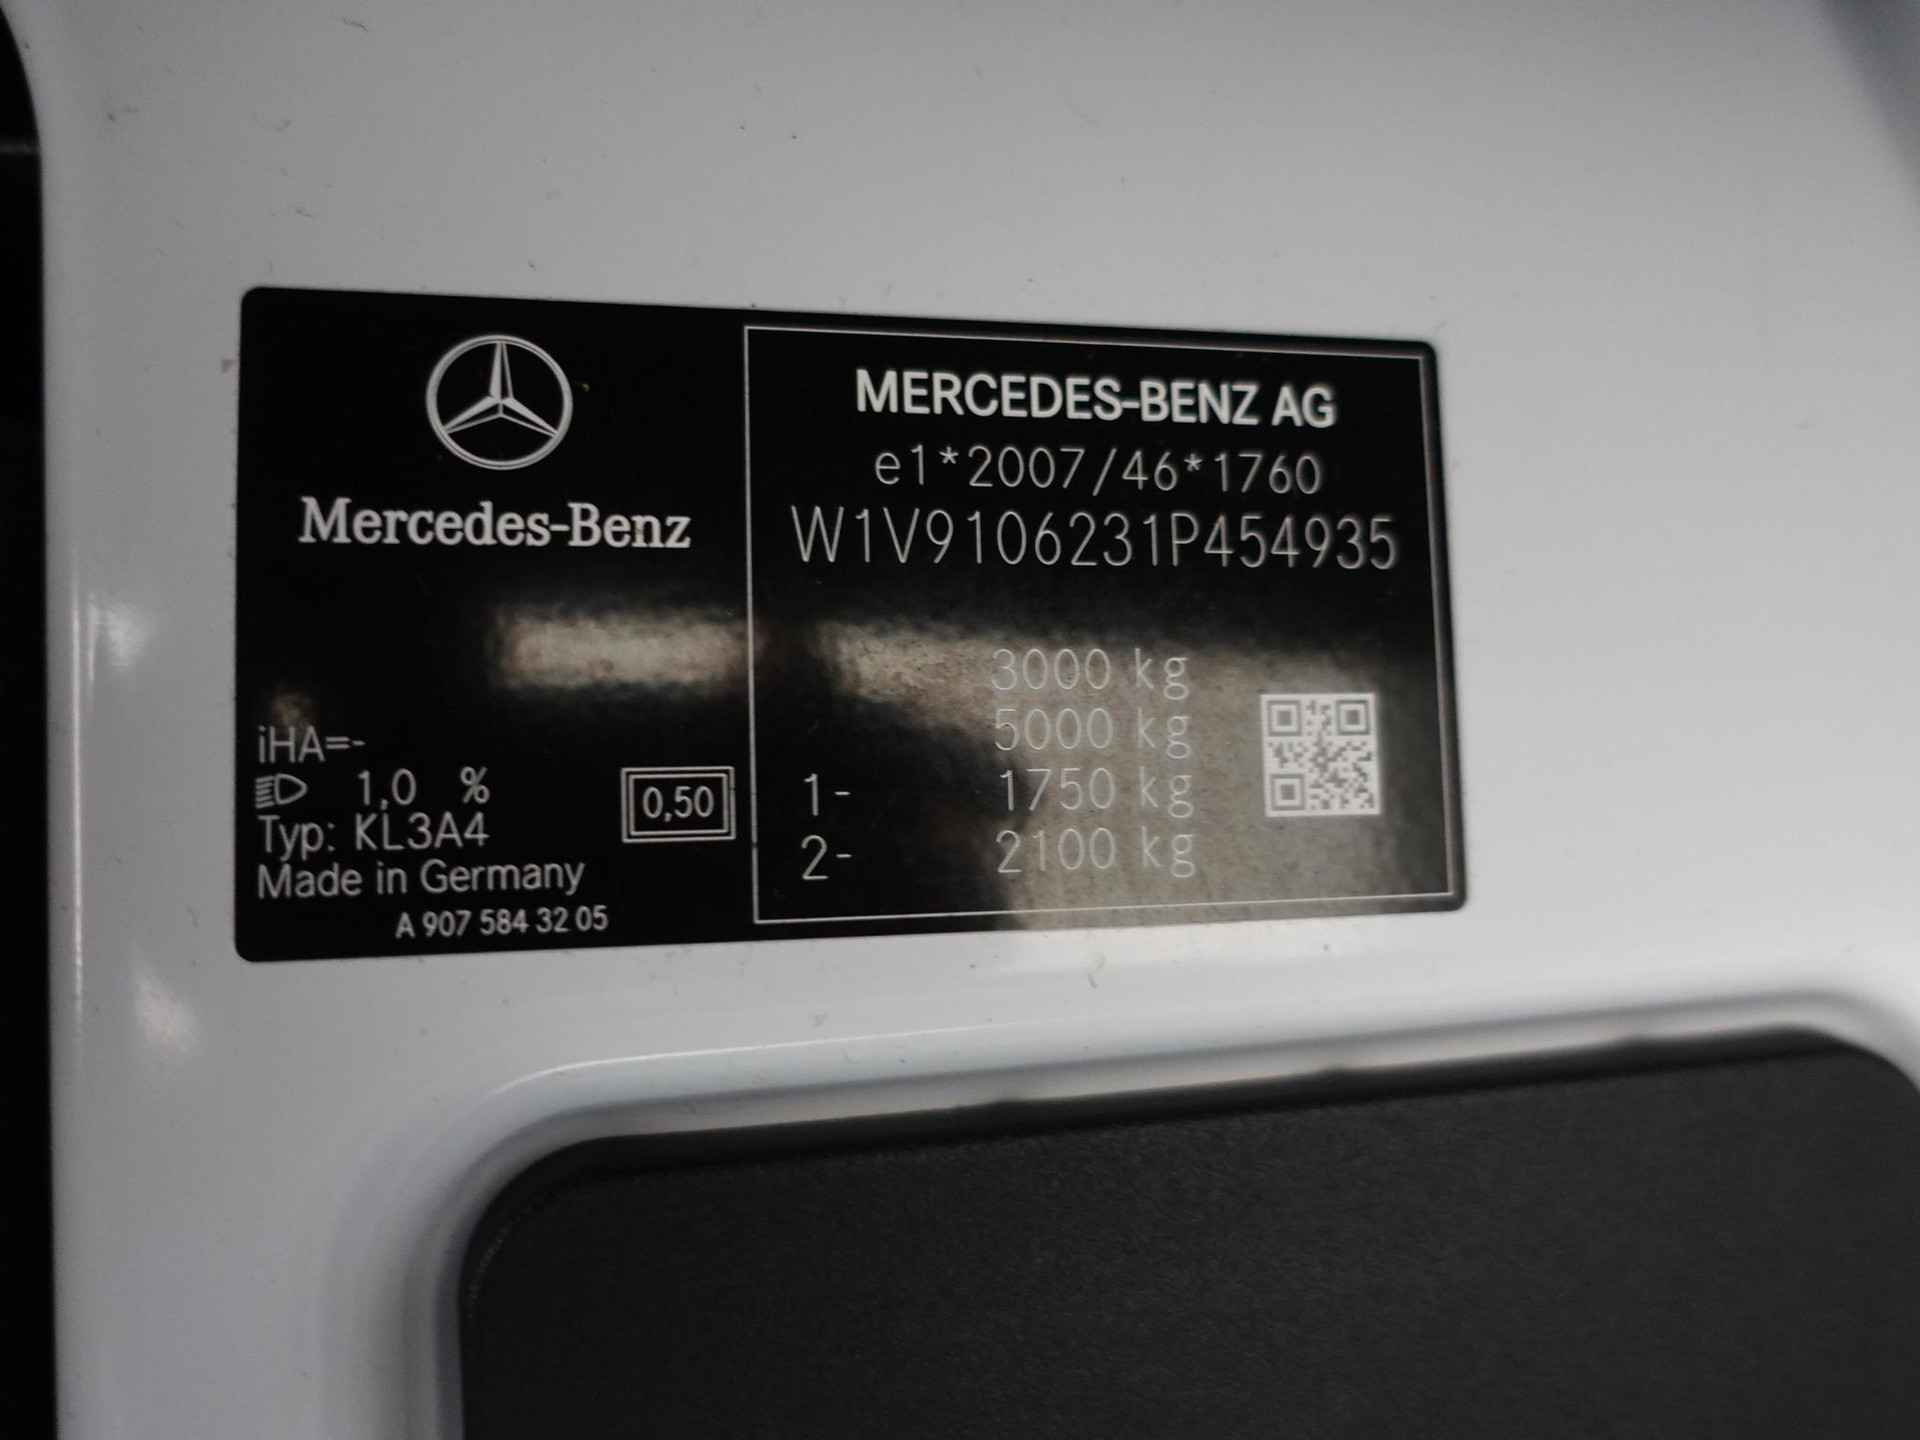 Mercedes-Benz
iHA=-
1,0 %
Typ: KL3A4
Made in Germany
A 907 584 32 05
0,50
MERCEDES-BENZ AG
e1*2007/46*1760
W1V9106231P454935
3000 kg
5000 kg
1- 1750 kg
2- 2100 kg